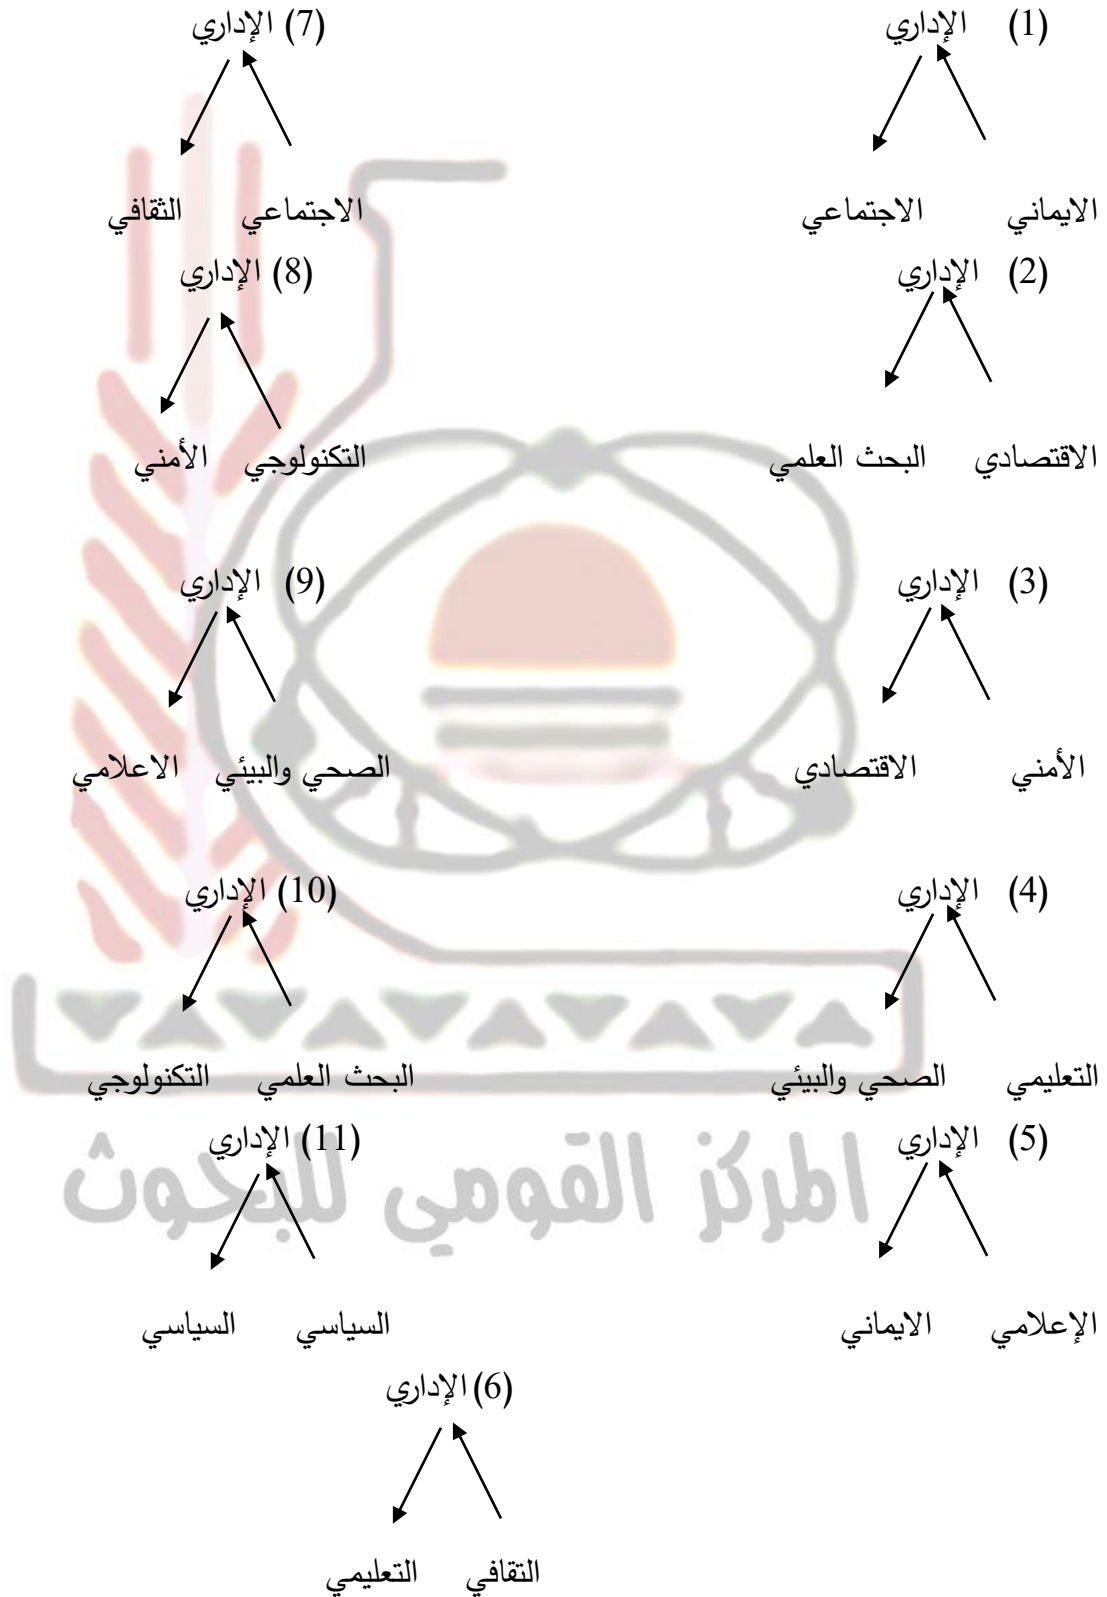 (1) الإداري (7) الإداري
الايماني الاجتماعي الاجتماعي الثقافي
(2) الإداري (8) الإداري
الاقتصادي البحث العلمي التكنولوجي الأمني
(3) الإداري (9) الإداري
الأمني الاقتصادي الصحي والبيئي الاعلامي
(4) الإداري (10) الإداري
التعليمي الصحي والبيئي البحث العلمي التكنولوجي
(5) الإداري (11) الإداري
المركز القومي للبحوث
الإعلامي الايماني السياسي السياسي
(6) الإداري
التقافي التعليمي